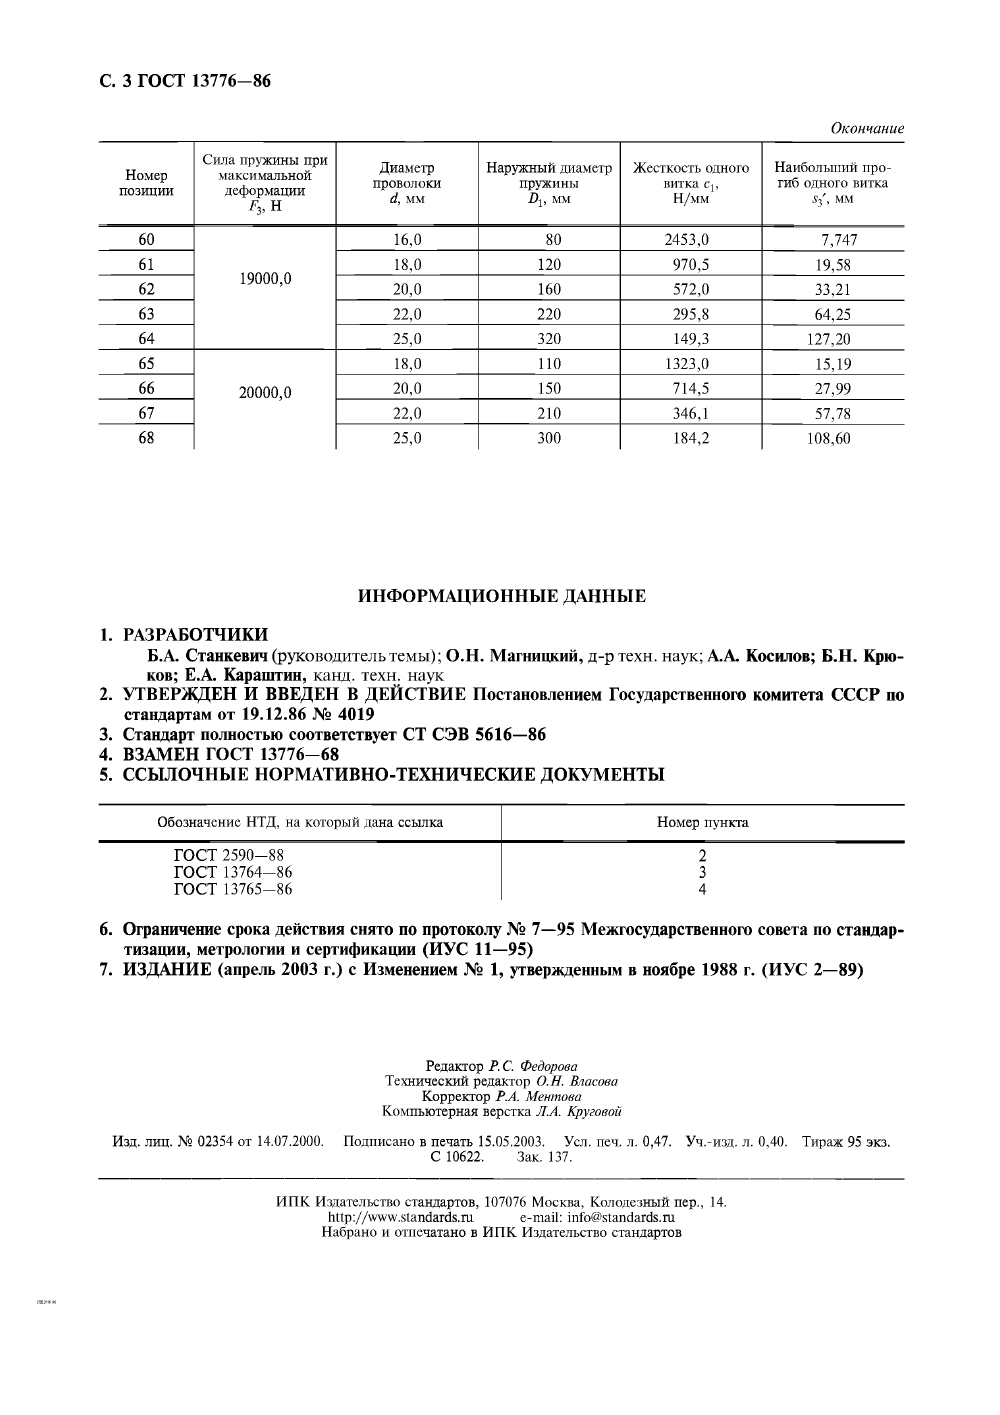 С. 3 ГОСТ 13776—86
Окончание
Номер позиции | Сила пружины при максимальной деформации F3, Н | Диаметр проволоки d, мм | Наружный диаметр пружины D1, мм | Жесткость одного витка c1, Н/мм | Наибольший прогиб одного витка s3′, мм
60 | 19000,0 | 16,0 | 80 | 2453,0 | 7,747
61 | 18,0 | 120 | 970,5 | 19,58
62 | 20,0 | 160 | 572,0 | 33,21
63 | 22,0 | 220 | 295,8 | 64,25
64 | 25,0 | 320 | 149,3 | 127,20
65 | 20000,0 | 18,0 | 110 | 1323,0 | 15,19
66 | 20,0 | 150 | 714,5 | 27,99
67 | 22,0 | 210 | 346,1 | 57,78
68 | 25,0 | 300 | 184,2 | 108,60
ИНФОРМАЦИОННЫЕ ДАННЫЕ
1. РАЗРАБОТЧИКИ
Б.А. Станкевич (руководитель темы); О.Н. Магницкий, д-р техн. наук; А.А. Косилов; Б.Н. Крю-
ков; Е.А. Караштин, канд. техн. наук
2. УТВЕРЖДЕН И ВВЕДЕН В ДЕЙСТВИЕ Постановлением Государственного комитета СССР по
стандартам от 19.12.86 № 4019
3. Стандарт полностью соответствует СТ СЭВ 5616—86
4. ВЗАМЕН ГОСТ 13776—68
5. ССЫЛОЧНЫЕ НОРМАТИВНО-ТЕХНИЧЕСКИЕ ДОКУМЕНТЫ
Обозначение НТД, на который дана ссылка | Номер пункта
ГОСТ 2590—88 | 2
ГОСТ 13764—86 | 3
ГОСТ 13765—86 | 4
6. Ограничение срока действия снято по протоколу № 7—95 Межгосударственного совета по стандар-
тизации, метрологии и сертификации (ИУС 11—95)
7. ИЗДАНИЕ (апрель 2003 г.) с Изменением № 1, утвержденным в ноябре 1988 г. (ИУС 2—89)
Редактор Р.С. Федорова
Технический редактор О.Н. Власова
Корректор Р.А. Ментова
Компьютерная верстка Л.А. Круговой
Изд. лиц. № 02354 от 14.07.2000. Подписано в печать 15.05.2003. Усл. печ. л. 0,47. Уч.-изд. л. 0,40. Тираж 95 экз.
С 10622. Зак. 137.
ИПК Издательство стандартов, 107076 Москва, Колодезный пер., 14.
http://www.standards.ru e-mail: info@standards.ru
Набрано и отпечатано в ИПК Издательство стандартов